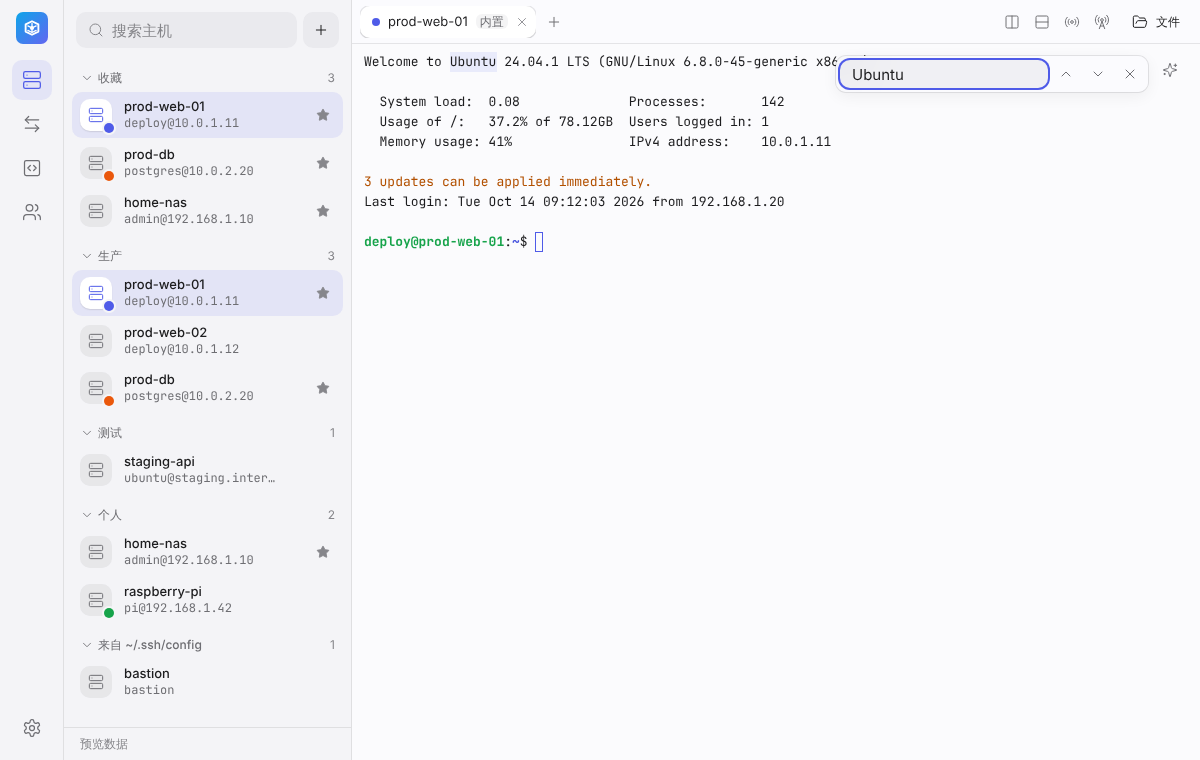 搜索主机
收藏 3
prod-web-01
deploy@10.0.1.11
prod-db
postgres@10.0.2.20
home-nas
admin@192.168.1.10
生产 3
prod-web-01
deploy@10.0.1.11
prod-web-02
deploy@10.0.1.12
prod-db
postgres@10.0.2.20
测试 1
staging-api
ubuntu@staging.inter…
个人 2
home-nas
admin@192.168.1.10
raspberry-pi
pi@192.168.1.42
来自 ~/.ssh/config 1
bastion
bastion
预览数据
prod-web-01 内置
文件
Ubuntu
Welcome to Ubuntu 24.04.1 LTS (GNU/Linux 6.8.0-45-generic x86
System load: 0.08 Processes: 142
Usage of /: 37.2% of 78.12GB Users logged in: 1
Memory usage: 41% IPv4 address: 10.0.1.11
3 updates can be applied immediately.
Last login: Tue Oct 14 09:12:03 2026 from 192.168.1.20
deploy@prod-web-01:~$